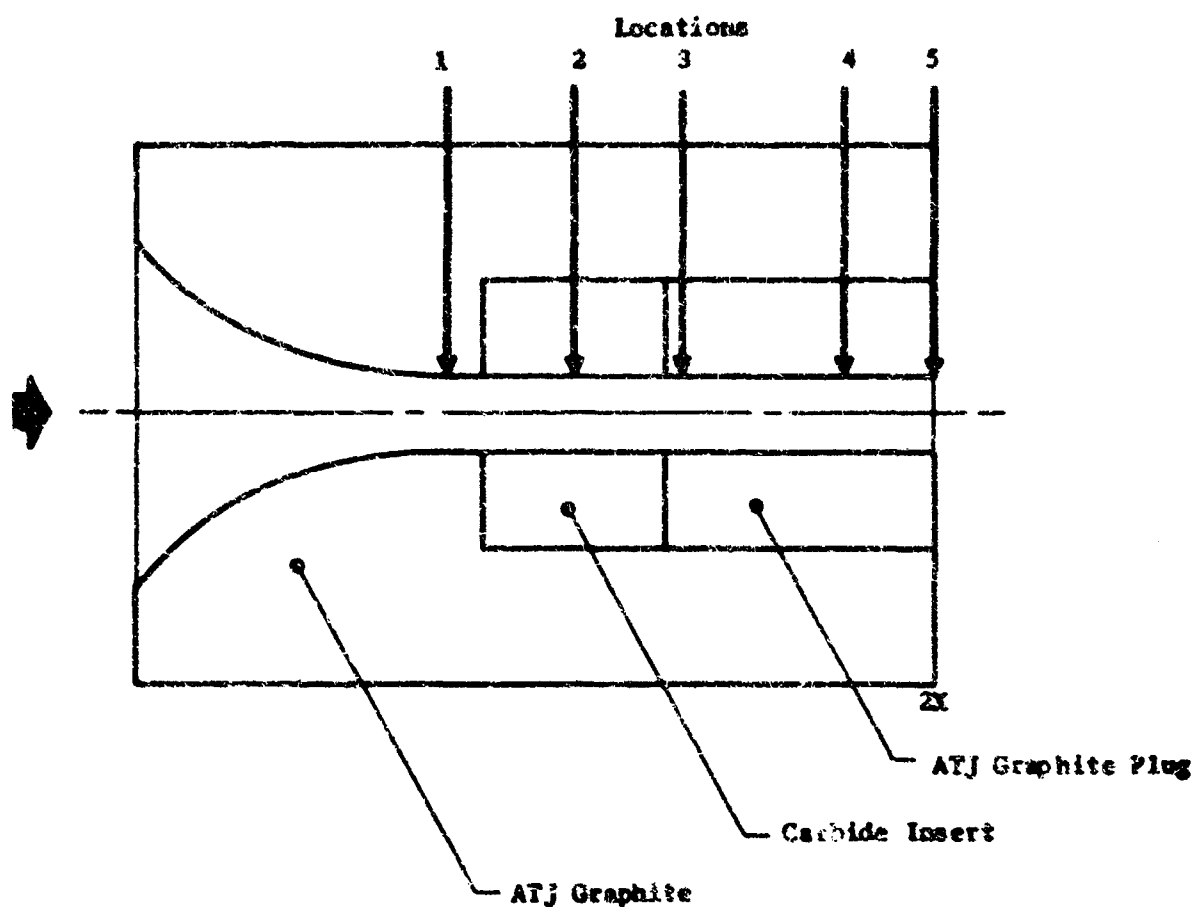 Locations
1 2 3 4 5
2X
ATJ Graphite Plug
Carbide Insert
ATJ Graphite